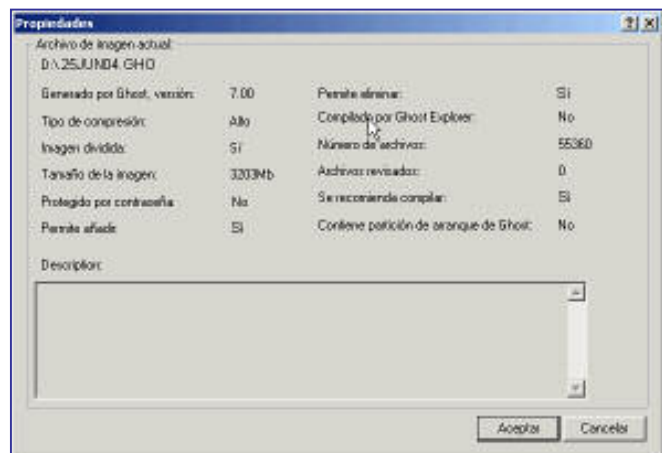 Propiedades
Archivo de imagen actual:
D:\25JUN04.GHO
Generado por Ghost, versión: 7.00 Permite eliminar: Sí
Tipo de compresión: Alto Compilada por Ghost Explorer: No
Imagen dividida: Sí Número de archivos: 55360
Tamaño de la imagen: 3203Mb Archivos revisados: 0
Protegido por contraseña: No Se recomienda compilar: Sí
Permite añadir: Sí Contiene partición de arranque de Ghost: No
Description:
Aceptar Cancelar